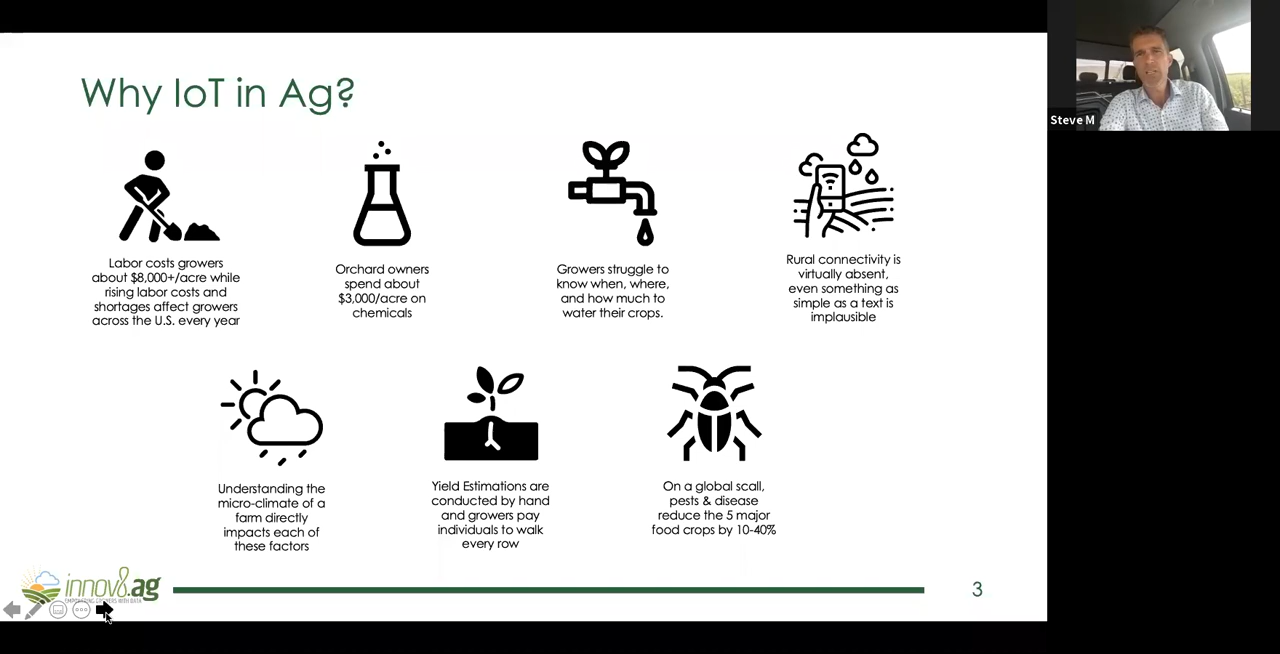 Why IoT in Ag?
Steve M
Labor costs growers
about $8,000+/acre while
rising labor costs and
shortages affect growers
across the U.S. every year
Orchard owners
spend about
$3,000/acre on
chemicals
Growers struggle to
know when, where,
and how much to
water their crops.
Rural connectivity is
virtually absent,
even something as
simple as a text is
implausible
Understanding the
micro-climate of a
farm directly
impacts each of
these factors
Yield Estimations are
conducted by hand
and growers pay
individuals to walk
every row
On a global scall,
pests & disease
reduce the 5 major
food crops by 10-40%
innov8.ag
EMPOWERING GROWERS WITH DATA
3